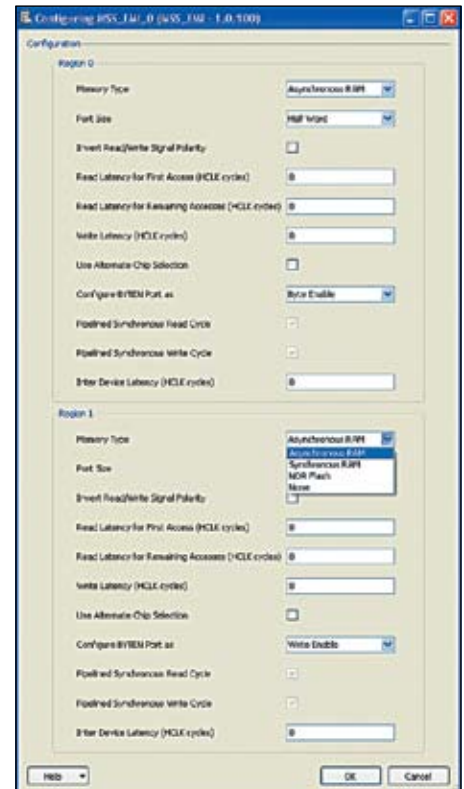 Configuring MSS_EMI_0 (MSS_EMI - 1.0.100)
Configuration
Region 0
Memory Type Asynchronous RAM
Port Size Half Word
Invert Read/Write Signal Polarity
Read Latency for First Access (HCLK cycles) 0
Read Latency for Remaining Accesses (HCLK cycles) 0
Write Latency (HCLK cycles) 0
Use Alternate Chip Selection
Configure BYTEN Port as Byte Enable
Pipelined Synchronous Read Cycle
Pipelined Synchronous Write Cycle
Inter Device Latency (HCLK cycles) 0
Region 1
Memory Type Asynchronous RAM
Asynchronous RAM
Port Size Synchronous RAM
NOR Flash
None
Invert Read/Write Signal Polarity
Read Latency for First Access (HCLK cycles) 0
Read Latency for Remaining Accesses (HCLK cycles) 0
Write Latency (HCLK cycles) 0
Use Alternate Chip Selection
Configure BYTEN Port as Write Enable
Pipelined Synchronous Read Cycle
Pipelined Synchronous Write Cycle
Inter Device Latency (HCLK cycles) 0
Help OK Cancel